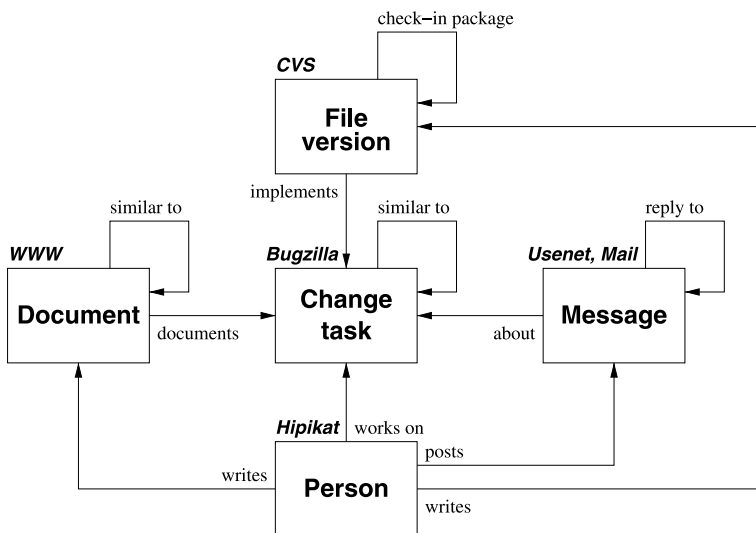 check−in package
CVS
File
version
implements
similar to
similar to
reply to
WWW
Bugzilla
Usenet, Mail
Document
Change
task
Message
documents
about
Hipikat
works on
posts
writes
Person
writes